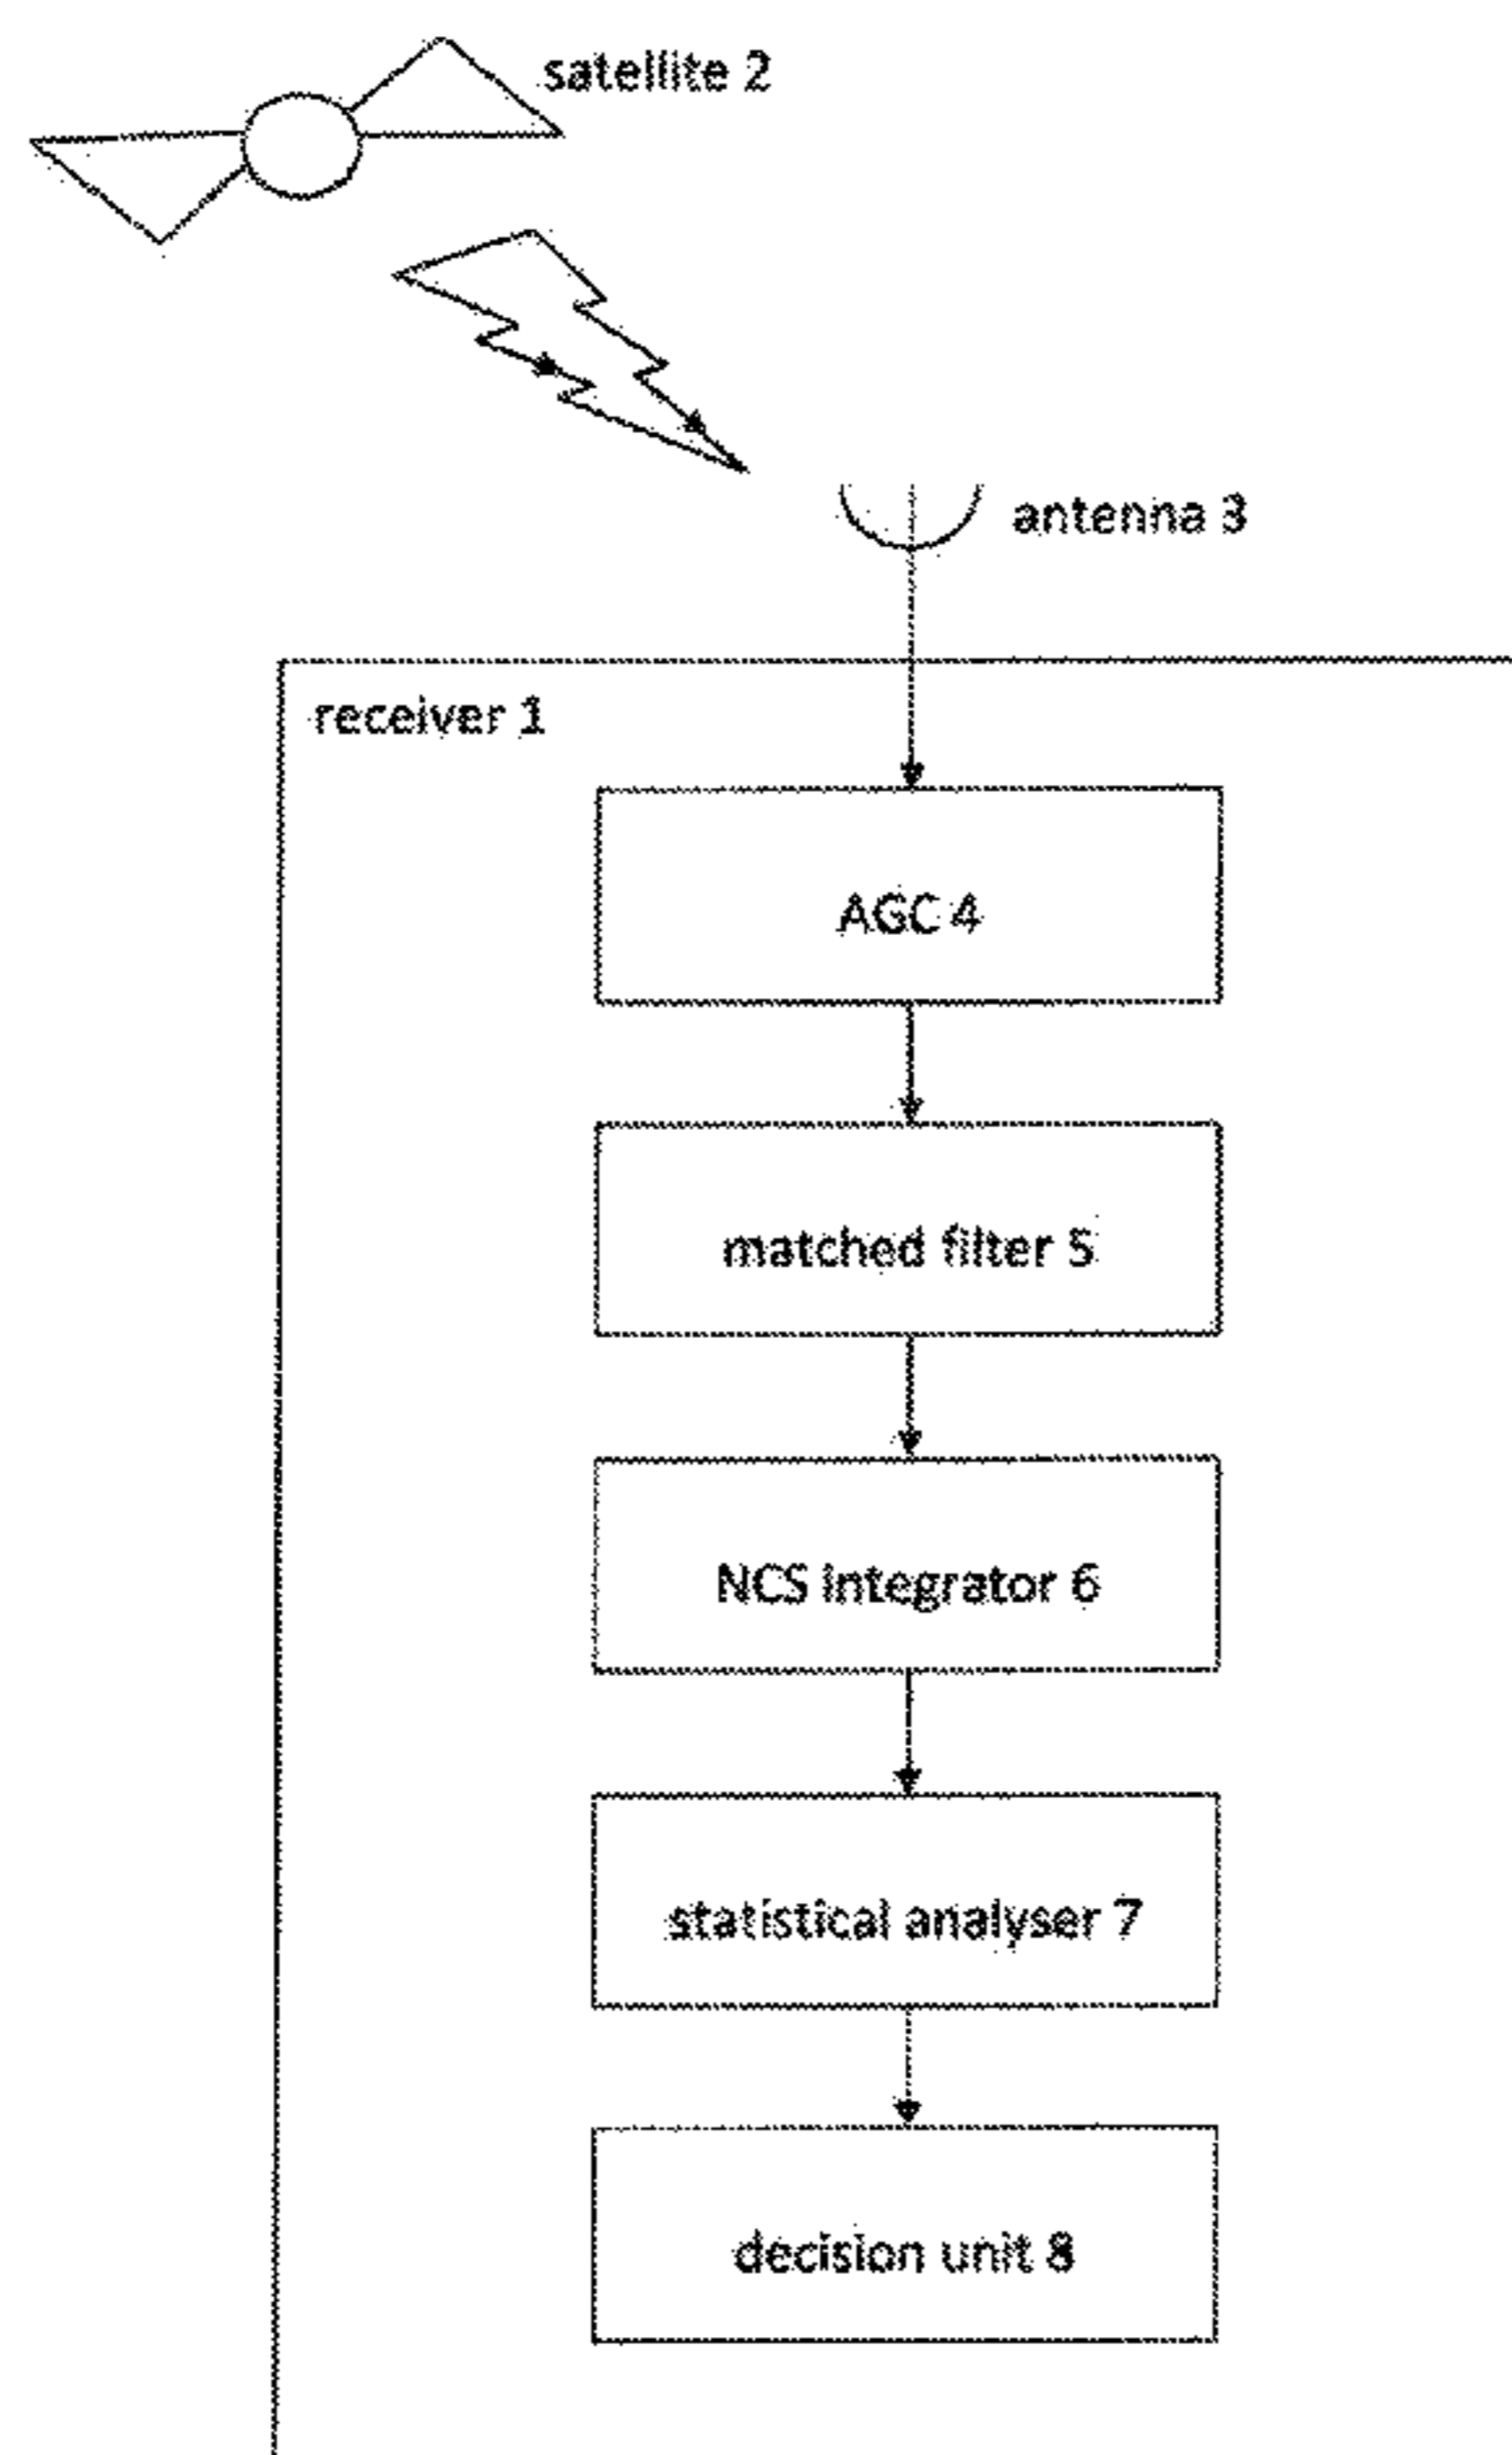 satellite 2
antenna 3
receiver 1
AGC 4
matched filter 5
NCS integrator 6
statistical analyser 7
decision unit 8